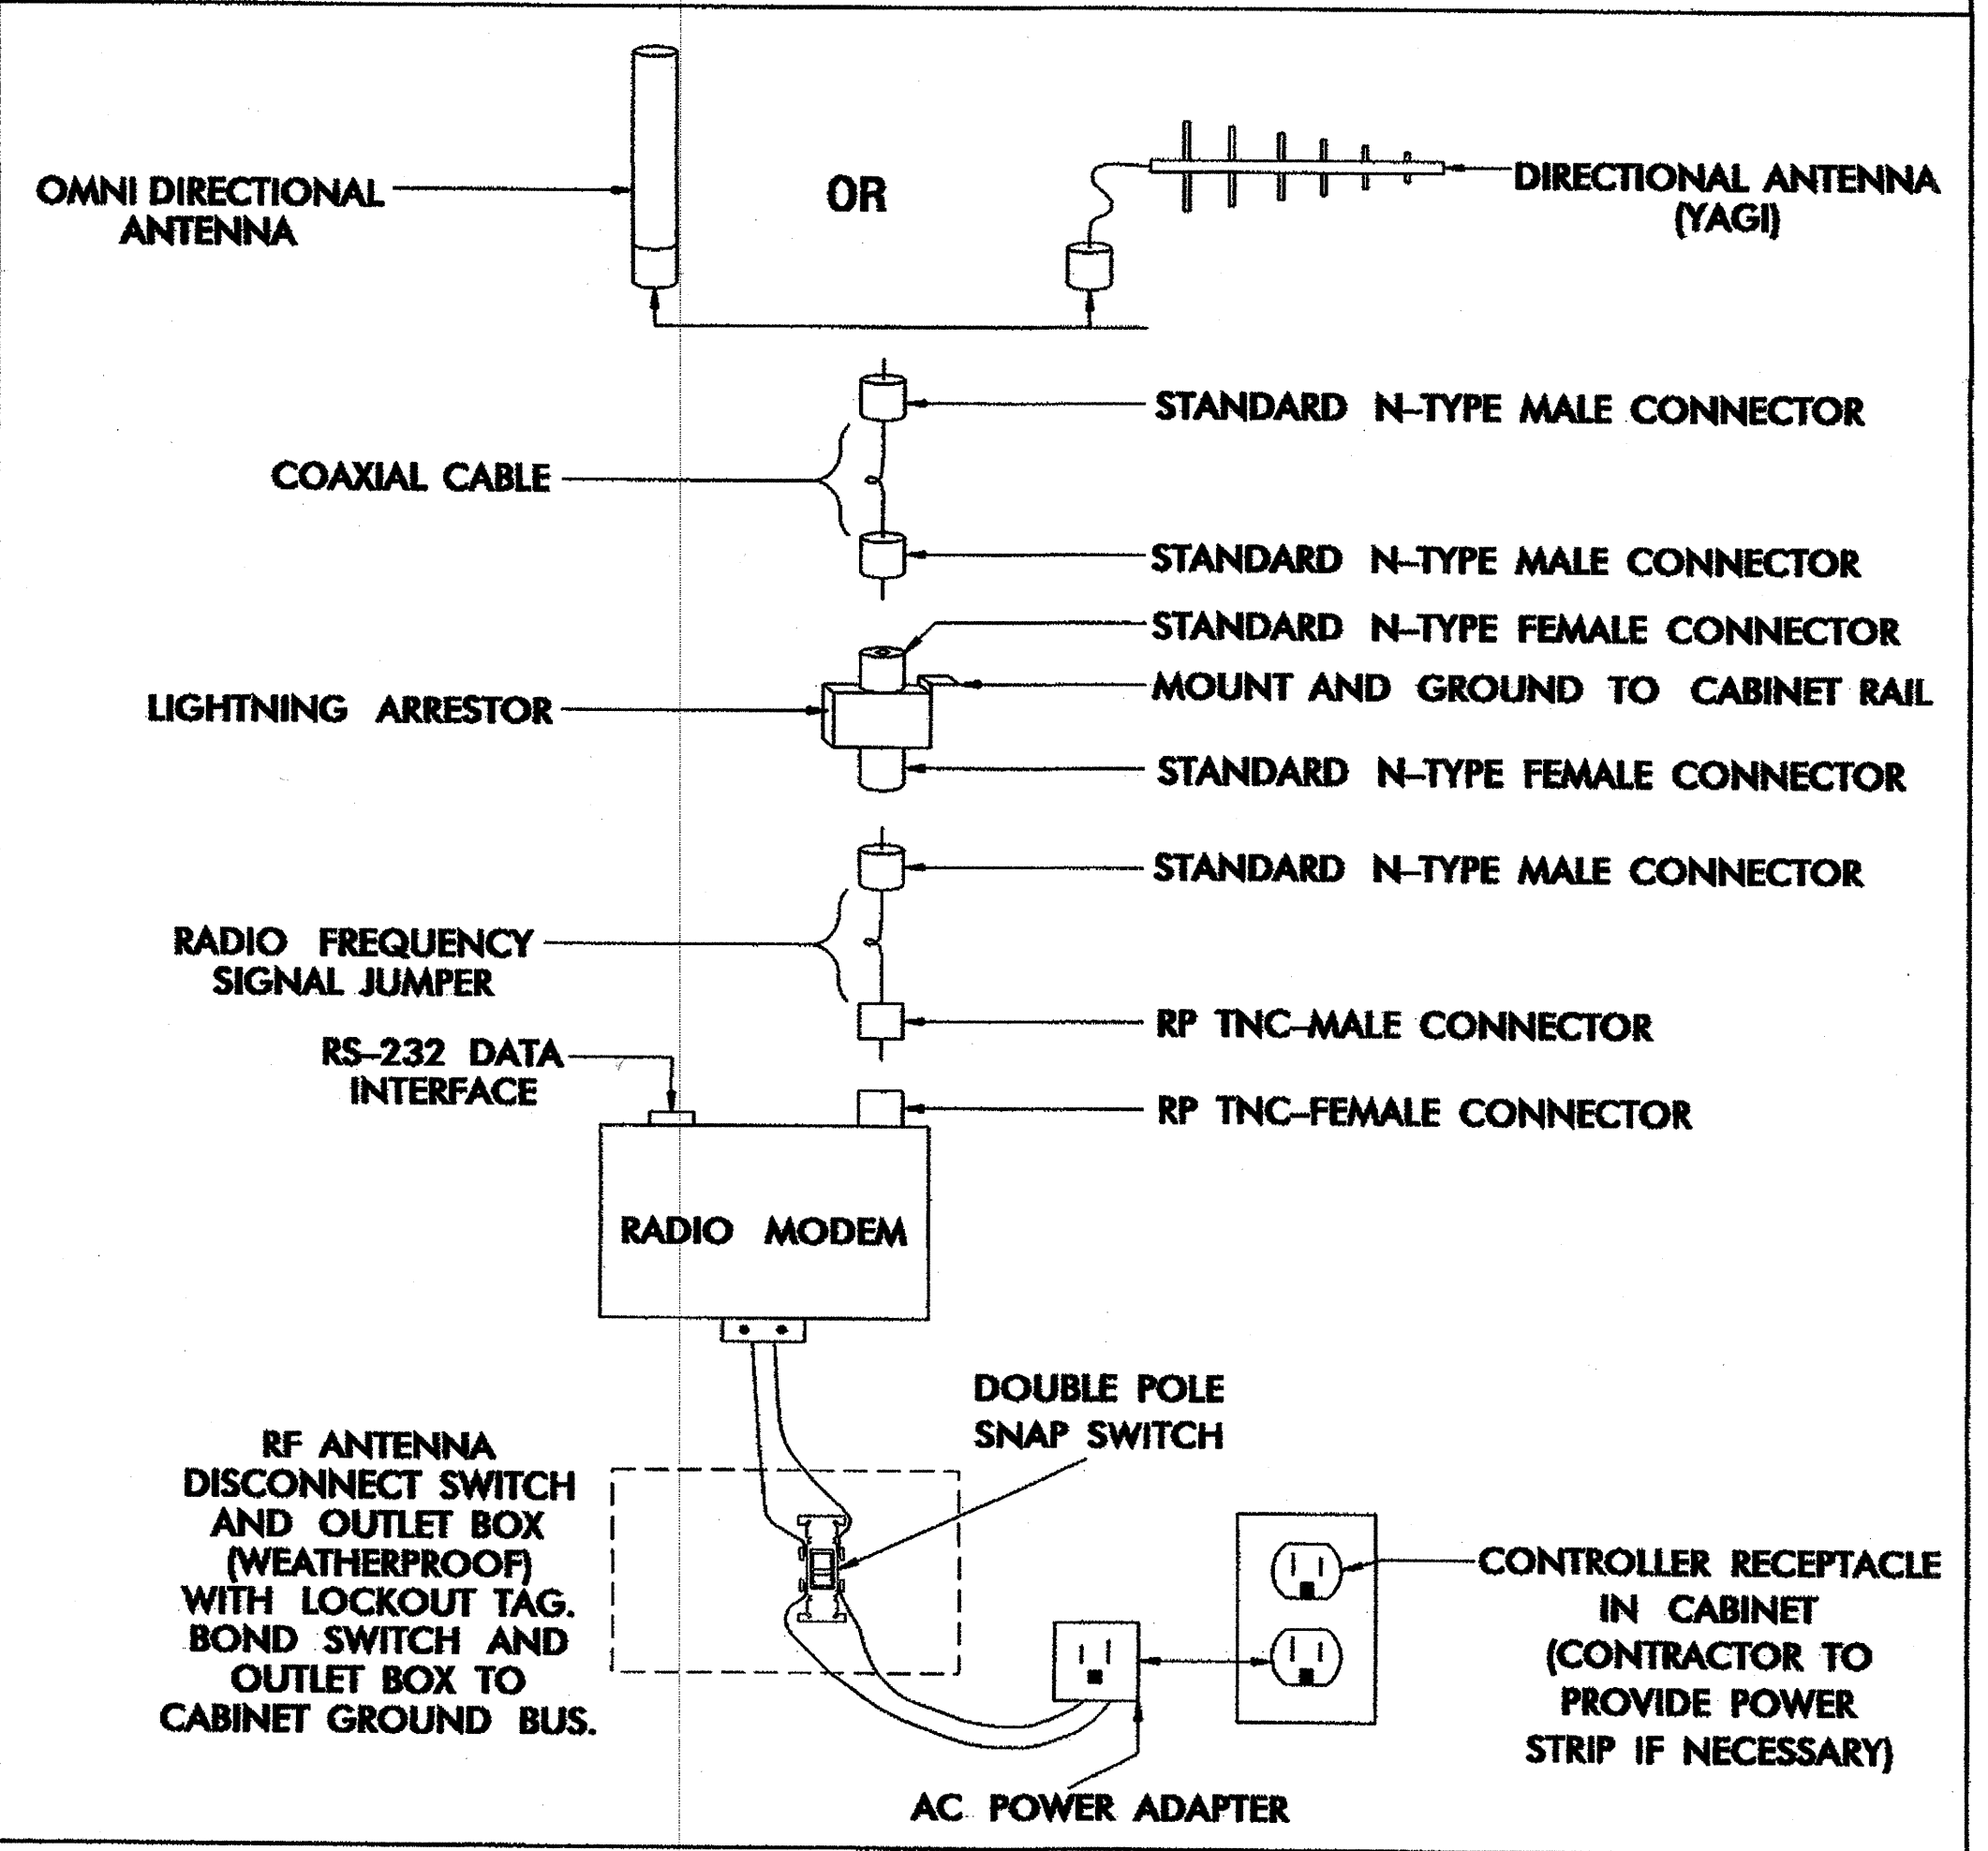 OMNI DIRECTIONAL
ANTENNA
OR
DIRECTIONAL ANTENNA
(YAGI)
STANDARD N-TYPE MALE CONNECTOR
COAXIAL CABLE
STANDARD N-TYPE MALE CONNECTOR
STANDARD N-TYPE FEMALE CONNECTOR
MOUNT AND GROUND TO CABINET RAIL
LIGHTNING ARRESTOR
STANDARD N-TYPE FEMALE CONNECTOR
STANDARD N-TYPE MALE CONNECTOR
RADIO FREQUENCY
SIGNAL JUMPER
RP TNC-MALE CONNECTOR
RS-232 DATA
INTERFACE
RP TNC-FEMALE CONNECTOR
RADIO MODEM
DOUBLE POLE
SNAP SWITCH
RF ANTENNA
DISCONNECT SWITCH
AND OUTLET BOX
(WEATHERPROOF)
WITH LOCKOUT TAG.
BOND SWITCH AND
OUTLET BOX TO
CABINET GROUND BUS.
CONTROLLER RECEPTACLE
IN CABINET
(CONTRACTOR TO
PROVIDE POWER
STRIP IF NECESSARY)
AC POWER ADAPTER